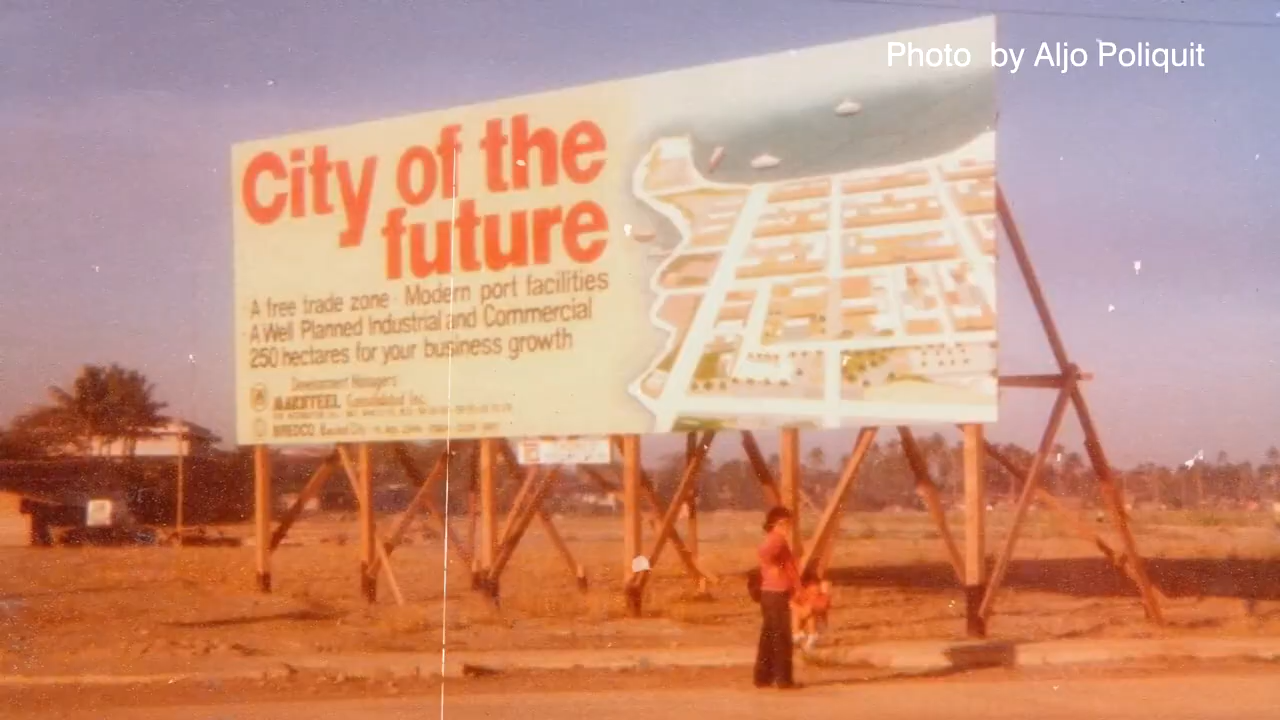 Photo by Aljo Poliquit
City of the
future
· A free trade zone · Modern port facilities
· A Well Planned Industrial and Commercial
250 hectares for your business growth
Development Managers
Consolidated Inc.
BREDCO